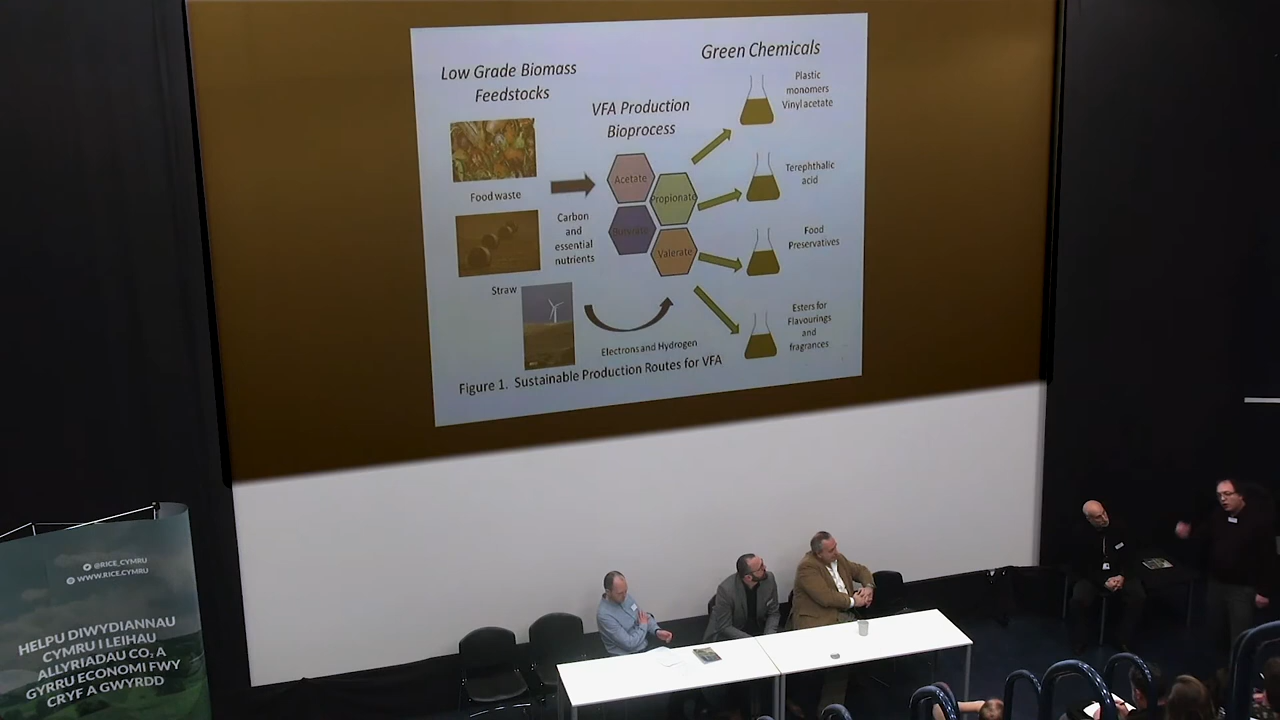 Green Chemicals
Low Grade Biomass
Feedstocks
VFA Production
Bioprocess
Plastic
monomers
Vinyl acetate
Acetate
Propionate
Terephthalic
acid
Food waste
Carbon
and
essential
nutrients
Butyrate
Valerate
Food
Preservatives
Straw
Esters for
Flavourings
and
fragrances
Electrons and Hydrogen
Figure 1. Sustainable Production Routes for VFA
@RICE_CYMRU
WWW.RICE.CYMRU
HELPU DIWYDIANNAU
CYMRU I LEIHAU
ALLYRIADAU CO₂ A
GYRRU ECONOMI FWY
CRYF A GWYRDD